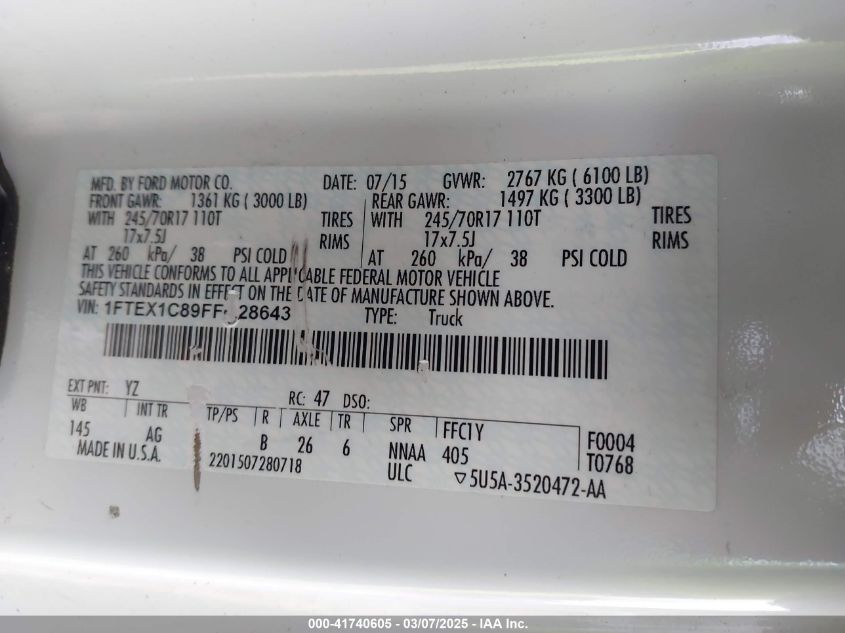 MFD. BY FORD MOTOR CO. DATE: 07/15 GVWR: 2767 KG ( 6100 LB)
FRONT GAWR: 1361 KG ( 3000 LB) REAR GAWR: 1497 KG ( 3300 LB)
WITH 245/70R17 110T TIRES WITH 245/70R17 110T TIRES
17x7.5J RIMS 17x7.5J RIMS
AT 260 kPa/ 38 PSI COLD AT 260 kPa/ 38 PSI COLD
THIS VEHICLE CONFORMS TO ALL APPLICABLE FEDERAL MOTOR VEHICLE
SAFETY STANDARDS IN EFFECT ON THE DATE OF MANUFACTURE SHOWN ABOVE.
VIN: TYPE: Truck
EXT PNT: YZ RC: 47 DSO:
WB INT TR TP/PS R AXLE TR SPR FFC1Y F0004
145 AG B 26 6 NNAA 405 T0768
MADE IN U.S.A. 2201507280718 ULC ▽5U5A-3520472-AA
000-41740605 - 03/07/2025 - IAA Inc.